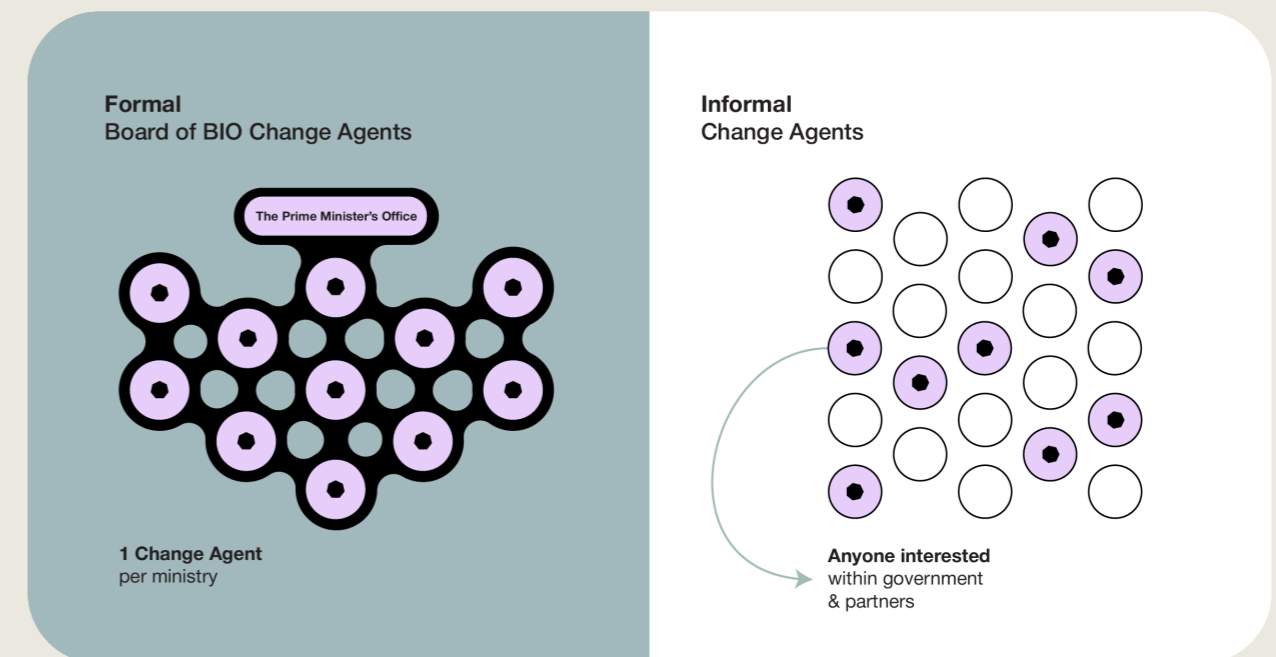 Formal
Board of BIO Change Agents
The Prime Minister's Office
1 Change Agent
per ministry
Informal
Change Agents
Anyone interested
within government
& partners